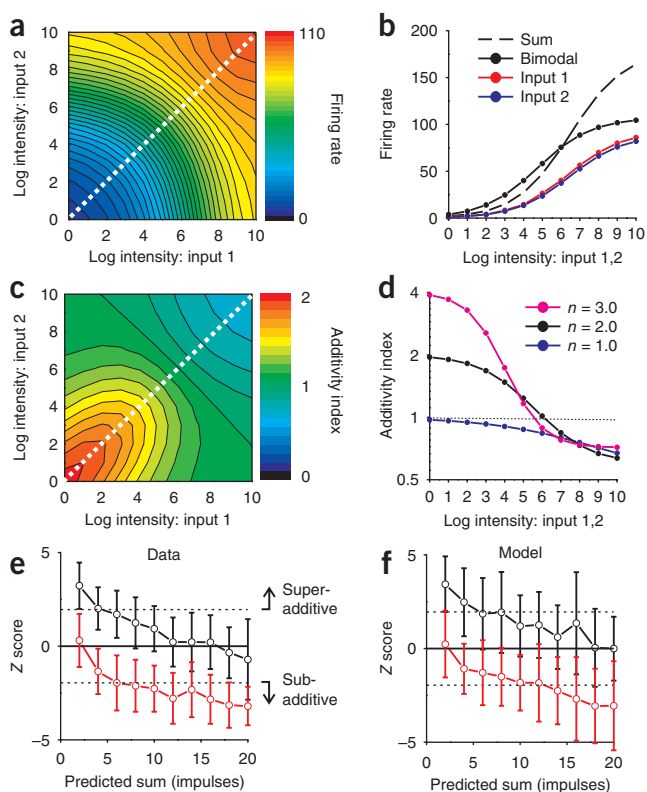 a
10
8
6
4
2
0
0 2 4 6 8 10
Log intensity: input 2
Log intensity: input 1
110
0
Firing rate
b
200
150
100
50
0
Firing rate
Sum
Bimodal
Input 1
Input 2
0 1 2 3 4 5 6 7 8 9 10
Log intensity: input 1,2
c
10
8
6
4
2
0
0 2 4 6 8 10
Log intensity: input 2
Log intensity: input 1
2
1
0
Additivity index
d
4
2
1
0.5
Additivity index
n = 3.0
n = 2.0
n = 1.0
0 1 2 3 4 5 6 7 8 9 10
Log intensity: input 1,2
e
Data
5
0
–5
Z score
Super-
additive
Sub-
additive
0 5 10 15 20
Predicted sum (impulses)
f
Model
5
0
–5
Z score
0 5 10 15 20
Predicted sum (impulses)